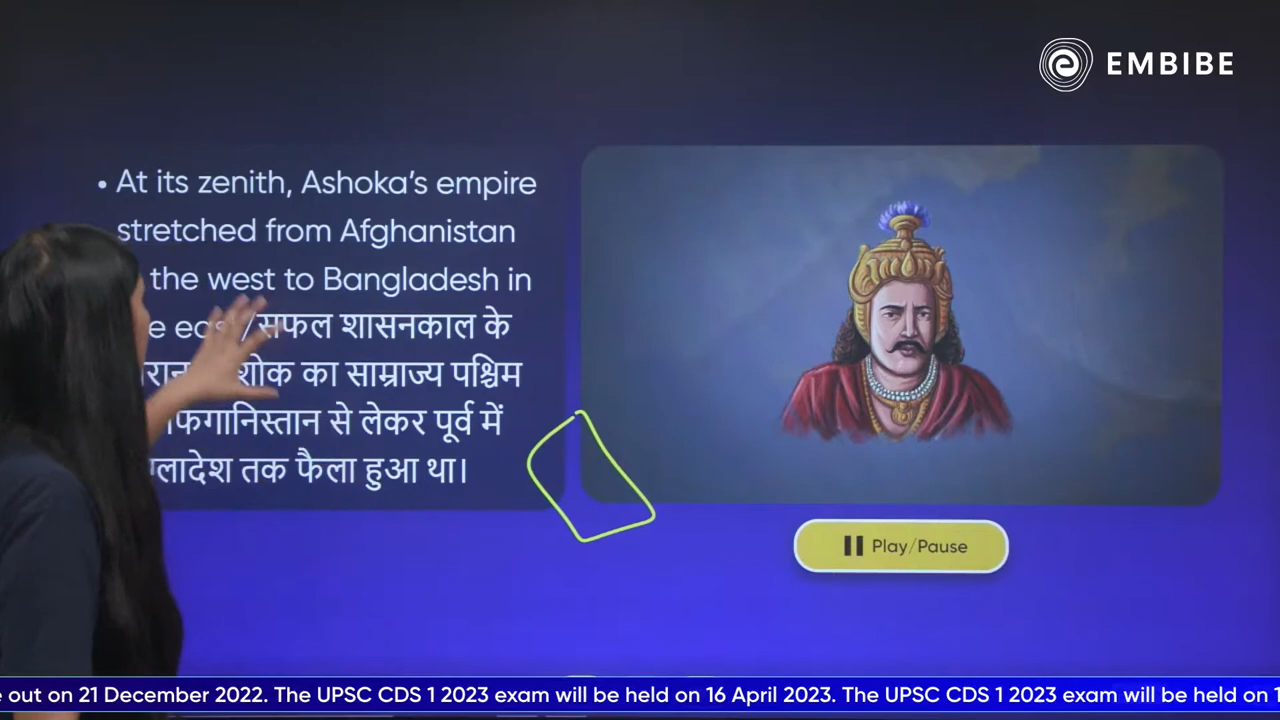 EMBIBE
• At its zenith, Ashoka's empire
stretched from Afghanistan
the west to Bangladesh in
सफल शासनकाल के
का साम्राज्य पश्चिम
से लेकर पूर्व में
तक फैला हुआ था।
Play/Pause
out on 21 December 2022. The UPSC CDS 1 2023 exam will be held on 16 April 2023. The UPSC CDS 1 2023 exam will be held on 1